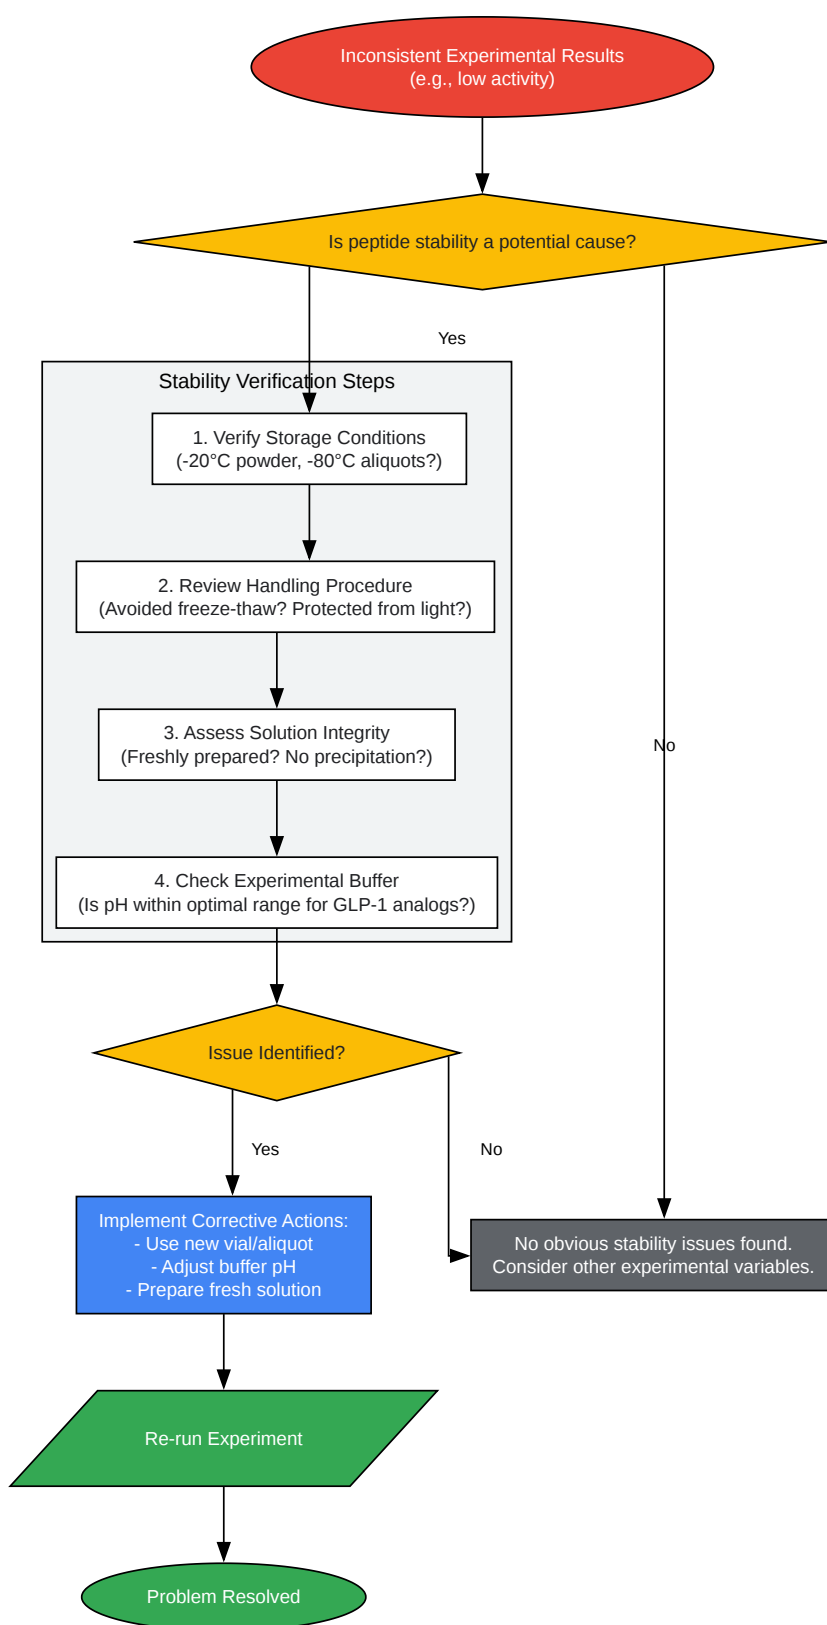 Inconsistent Experimental Results
(e.g., low activity)
Is peptide stability a potential cause?
Yes
Stability Verification Steps
1. Verify Storage Conditions
(-20°C powder, -80°C aliquots?)
2. Review Handling Procedure
(Avoided freeze-thaw? Protected from light?)
3. Assess Solution Integrity
(Freshly prepared? No precipitation?)
No
4. Check Experimental Buffer
(Is pH within optimal range for GLP-1 analogs?)
Issue Identified?
Yes
No
Implement Corrective Actions:
- Use new vial/aliquot
- Adjust buffer pH
- Prepare fresh solution
No obvious stability issues found.
Consider other experimental variables.
Re-run Experiment
Problem Resolved